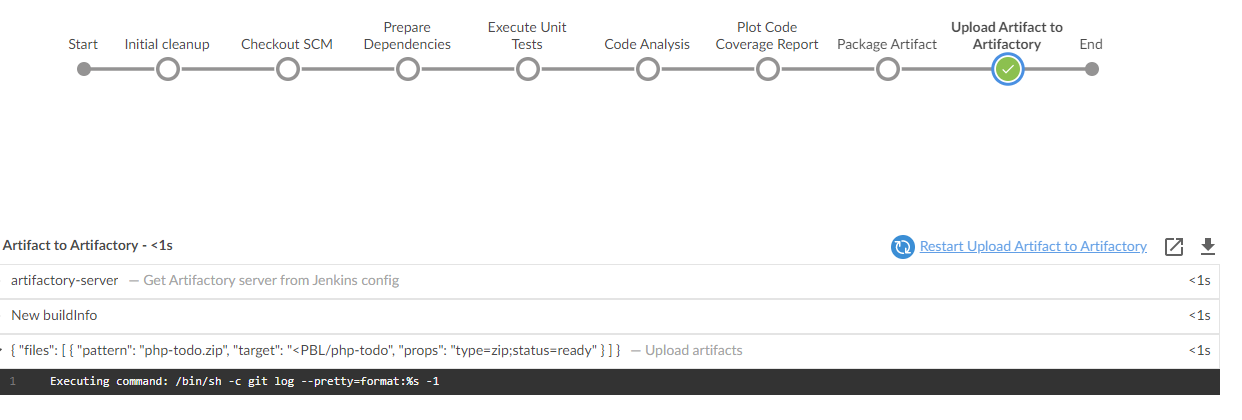 Start
Initial cleanup
Checkout SCM
Prepare
Dependencies
Execute Unit
Tests
Code Analysis
Plot Code
Coverage Report
Package Artifact
Upload Artifact to
Artifactory
End
Artifact to Artifactory - <1s
Restart Upload Artifact to Artifactory
artifactory-server — Get Artifactory server from Jenkins config <1s
New buildInfo <1s
{ "files": [ { "pattern": "php-todo.zip", "target": "<PBL/php-todo", "props": "type=zip;status=ready" } ] } — Upload artifacts <1s
1 Executing command: /bin/sh -c git log --pretty=format:%s -1